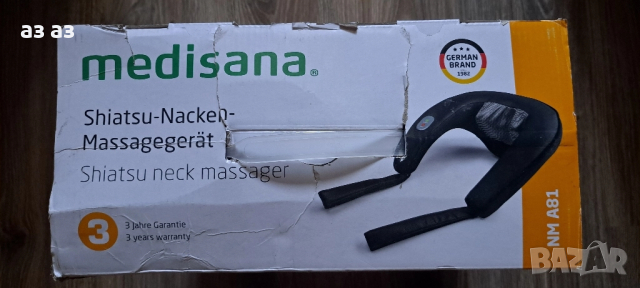 аз аз
medisana®
GERMAN
BRAND
1982
Shiatsu-Nacken-
Massagegerät
Shiatsu neck massager
3
3 Jahre Garantie
3 years warranty
NM A81
BAZAR